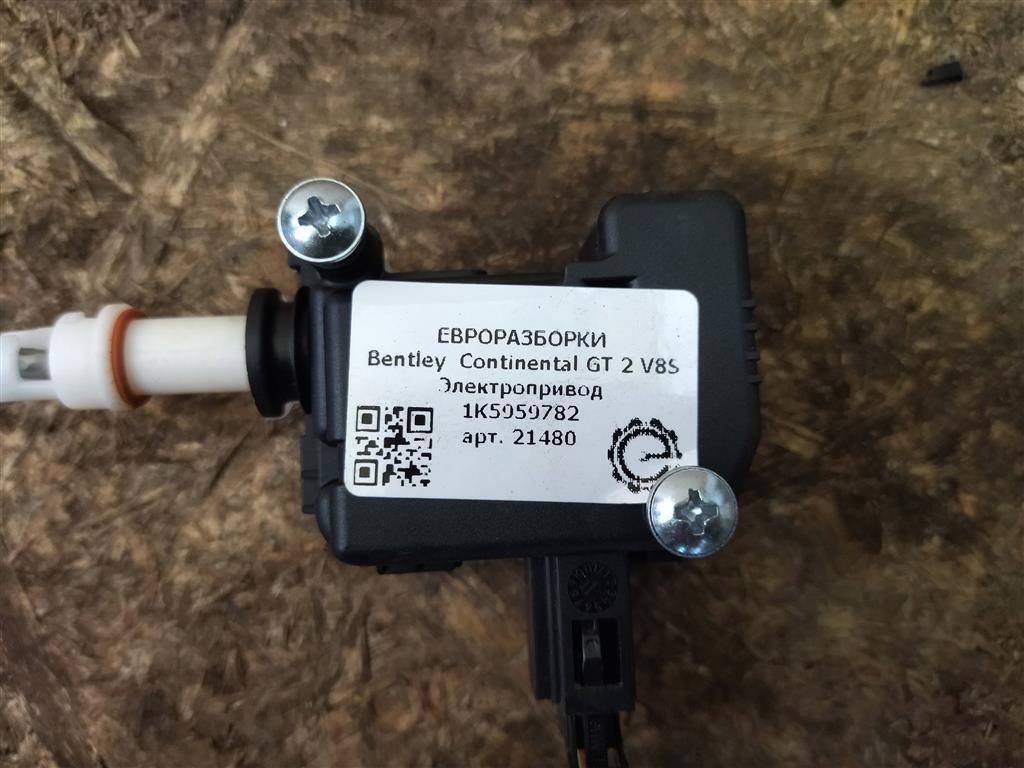 ЕВРОРАЗБОРКИ
Bentley Continental GT 2 V8S
Электропривод
1K5959782
арт. 21480